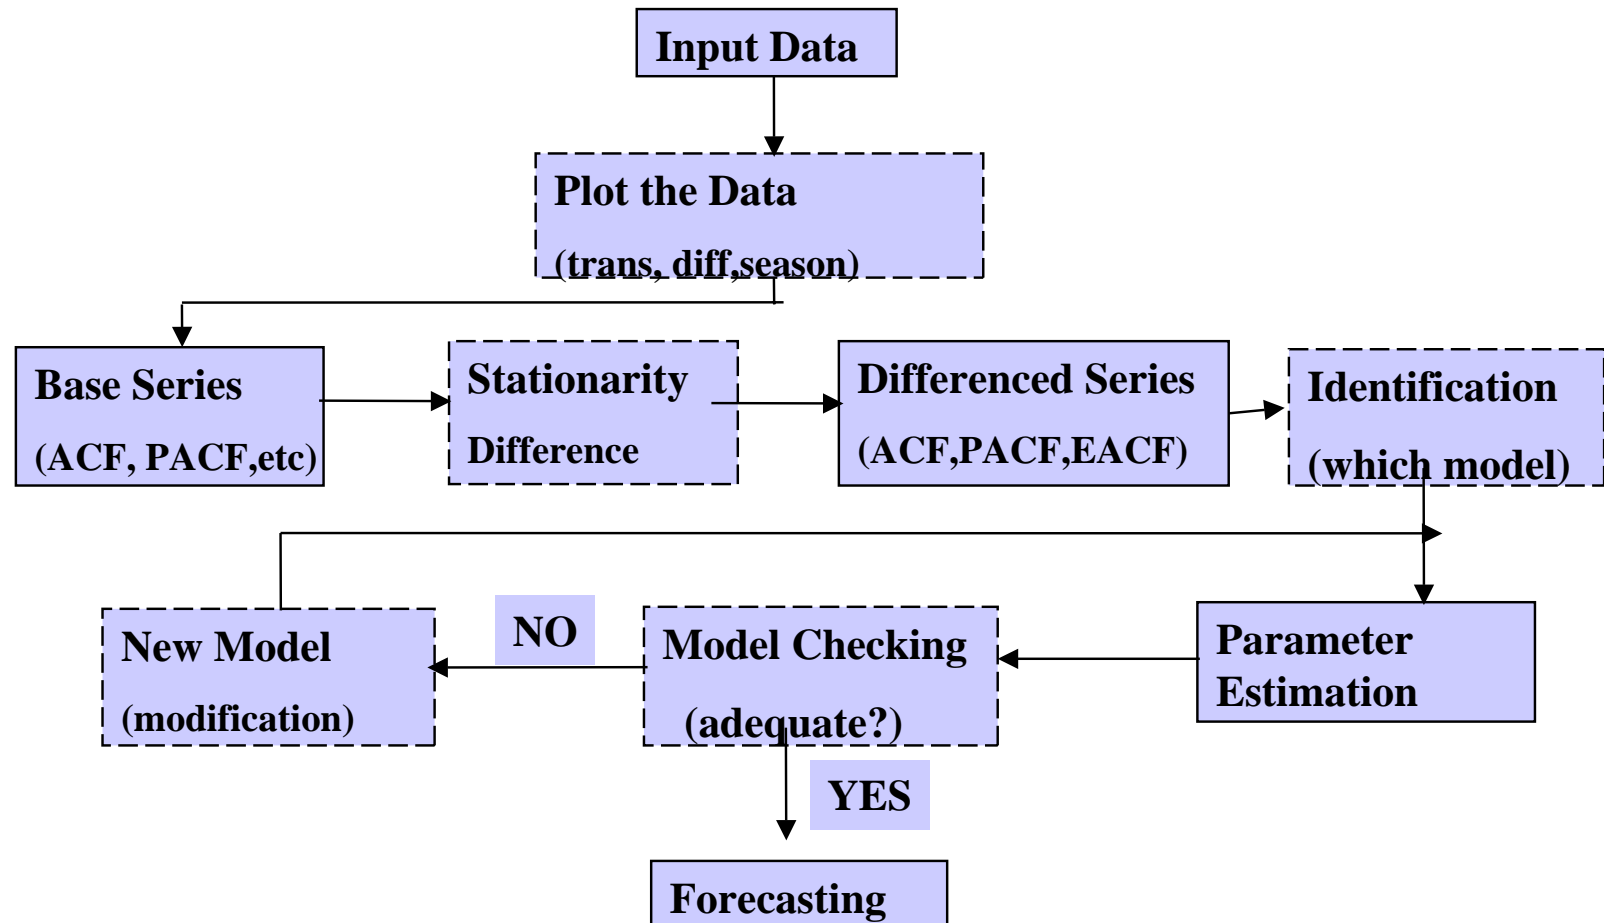 Input Data
Plot the Data
(trans, diff,season)
Base Series
(ACF, PACF,etc)
Stationarity
Difference
Differenced Series
(ACF,PACF,EACF)
Identification
(which model)
New Model
(modification)
NO
Model Checking
(adequate?)
Parameter
Estimation
YES
Forecasting